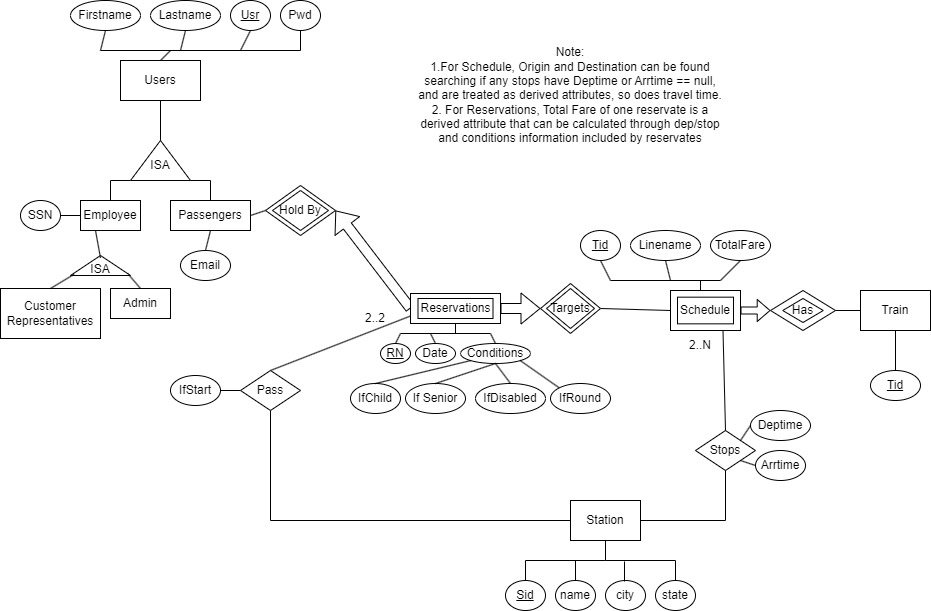 Firstname
Lastname
Usr
Pwd
Users
Note:
1.For Schedule, Origin and Destination can be found
searching if any stops have Deptime or Arrtime == null,
and are treated as derived attributes, so does travel time.
2. For Reservations, Total Fare of one reservate is a
derived attribute that can be calculated through dep/stop
and conditions information included by reservates
ISA
SSN
Employee
Passengers
Hold By
Email
ISA
Customer
Representatives
Admin
Tid
Linename
TotalFare
Reservations
Targets
Schedule
Has
Train
2..2
2..N
RN
Date
Conditions
Tid
IfStart
Pass
IfChild
If Senior
IfDisabled
IfRound
Deptime
Stops
Arrtime
Station
Sid
name
city
state